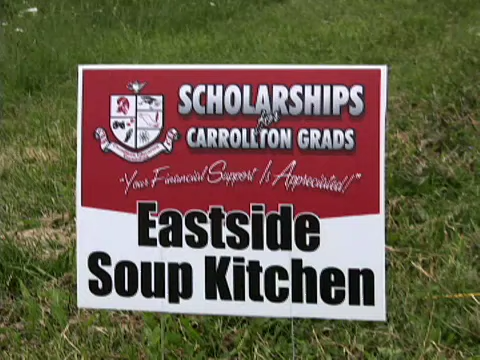 SCHOLARSHIPS
for
CARROLLTON GRADS
"Your Financial Support Is Appreciated!"
Eastside
Soup Kitchen